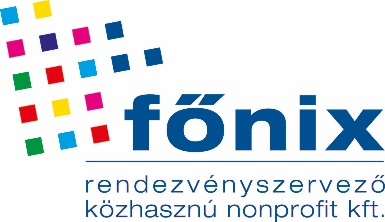 főnix
rendezvényszervező
közhasznú nonprofit kft.